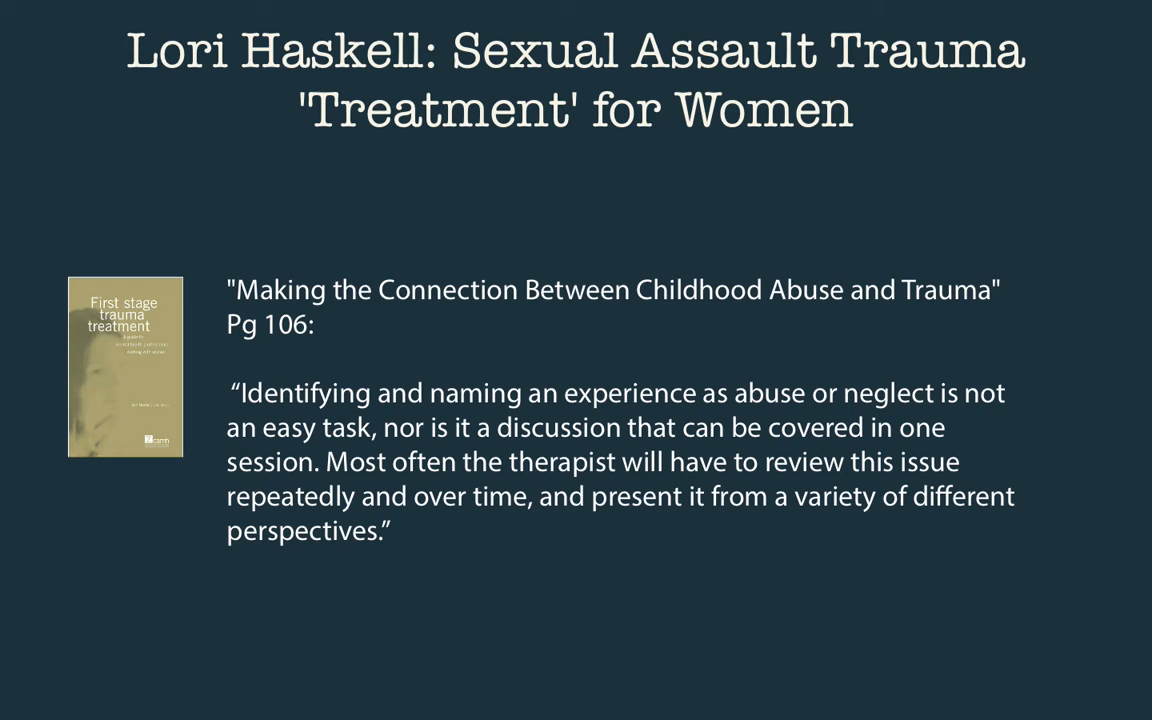 Lori Haskell: Sexual Assault Trauma
'Treatment' for Women
"Making the Connection Between Childhood Abuse and Trauma"
Pg 106:
“Identifying and naming an experience as abuse or neglect is not
an easy task, nor is it a discussion that can be covered in one
session. Most often the therapist will have to review this issue
repeatedly and over time, and present it from a variety of different
perspectives.”
First stage
trauma
treatment
camh